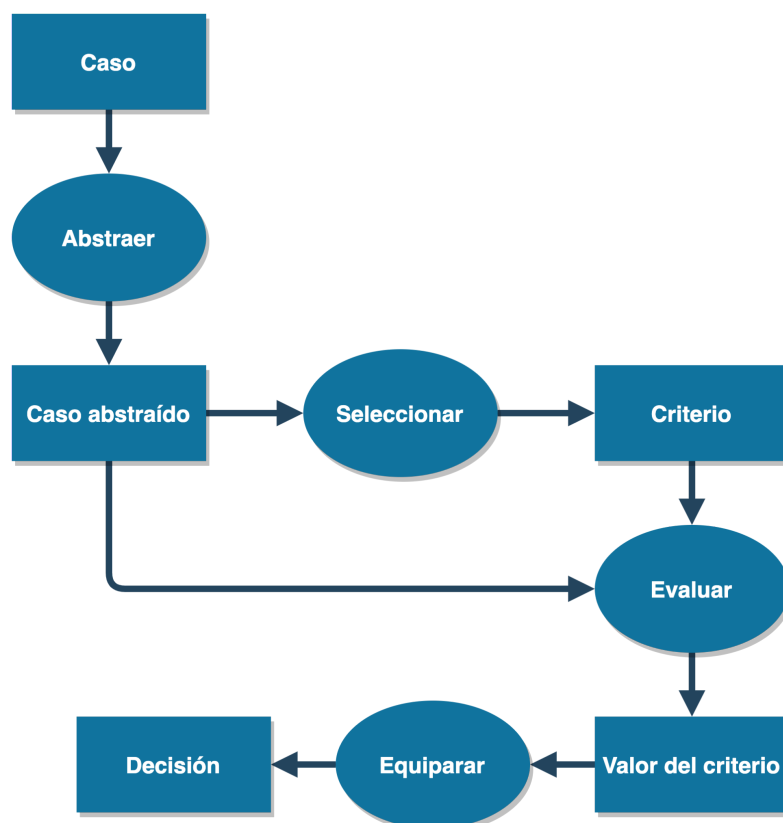 Caso
Abstraer
Caso abstraído
Seleccionar
Criterio
Evaluar
Decisión
Equiparar
Valor del criterio